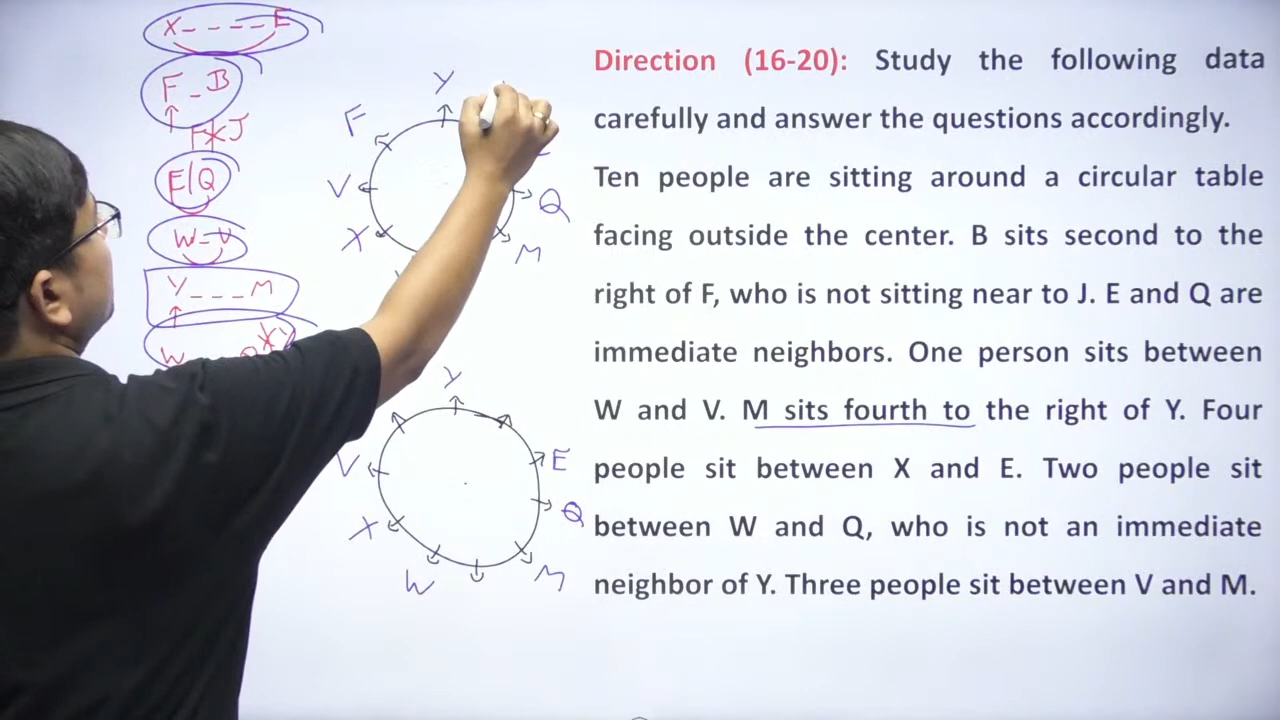 X - - - - E
F - B
F X J
E | Q
W - V
Y - - - M
W
X Y
Y
F
V
X
Q
M
Y
V
E
X
Q
W
M
Direction (16-20): Study the following data
carefully and answer the questions accordingly.
Ten people are sitting around a circular table
facing outside the center. B sits second to the
right of F, who is not sitting near to J. E and Q are
immediate neighbors. One person sits between
W and V. M sits fourth to the right of Y. Four
people sit between X and E. Two people sit
between W and Q, who is not an immediate
neighbor of Y. Three people sit between V and M.